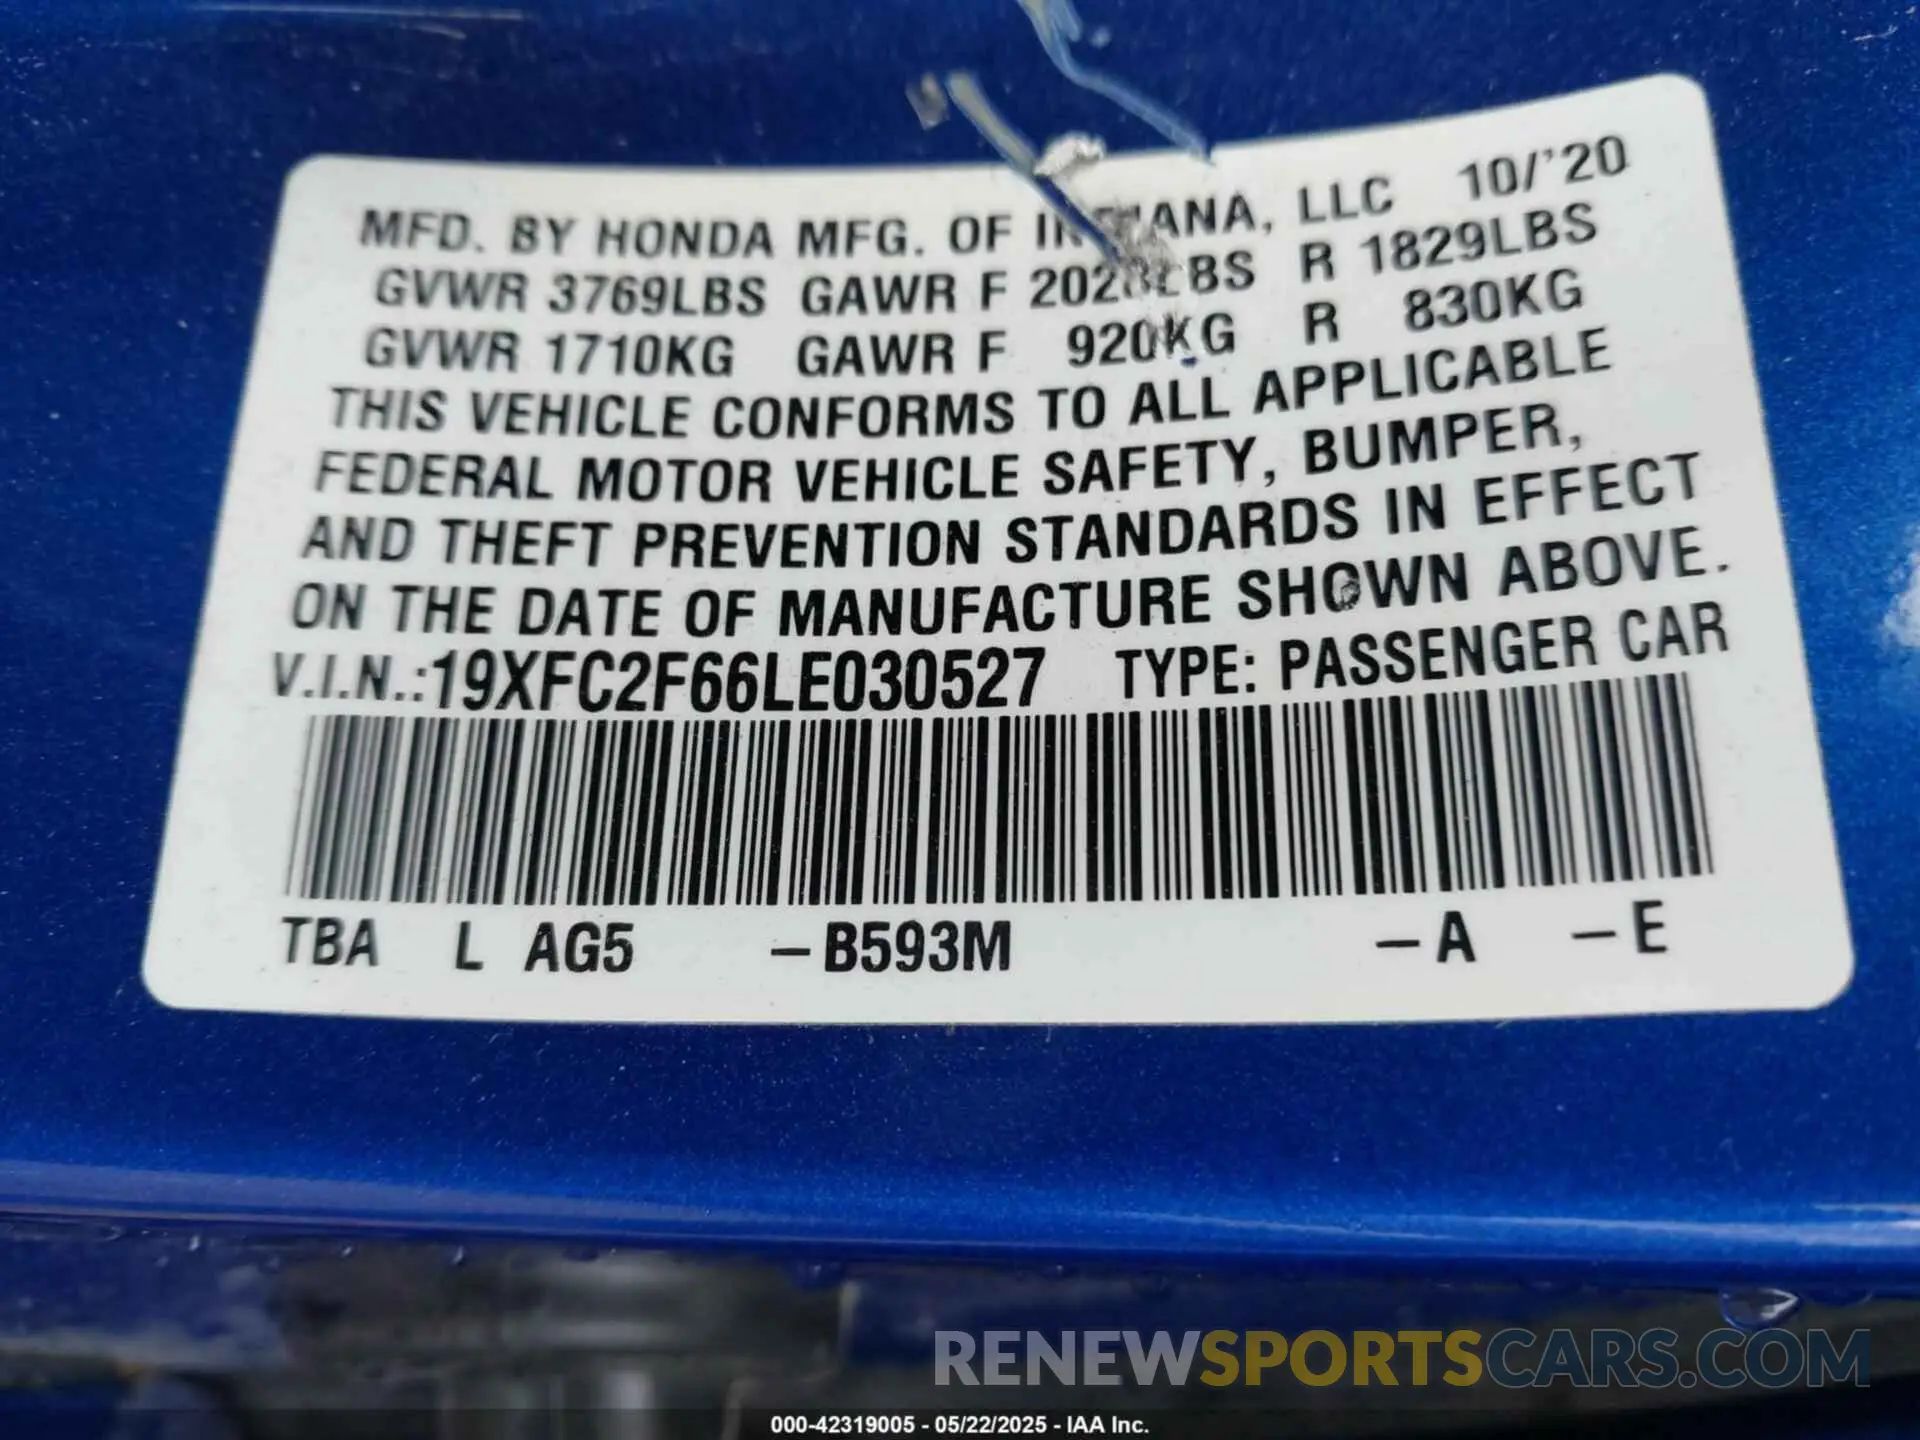 MFD. BY HONDA MFG. OF LLC 10/'20
GVWR 3769LBS GAWR F R 1829LBS
GVWR 1710KG GAWR F 920KG R 830KG
THIS VEHICLE CONFORMS TO ALL APPLICABLE
FEDERAL MOTOR VEHICLE SAFETY, BUMPER,
AND THEFT PREVENTION STANDARDS IN EFFECT
ON THE DATE OF MANUFACTURE SHOWN ABOVE.
V.I.N.:19XFC2F66LE030527 TYPE: PASSENGER CAR
TBA L AG5 –B593M –A –E
RENEWSPORTSCARS.COM
000-42319005 - 05/22/2025 - IAA Inc.